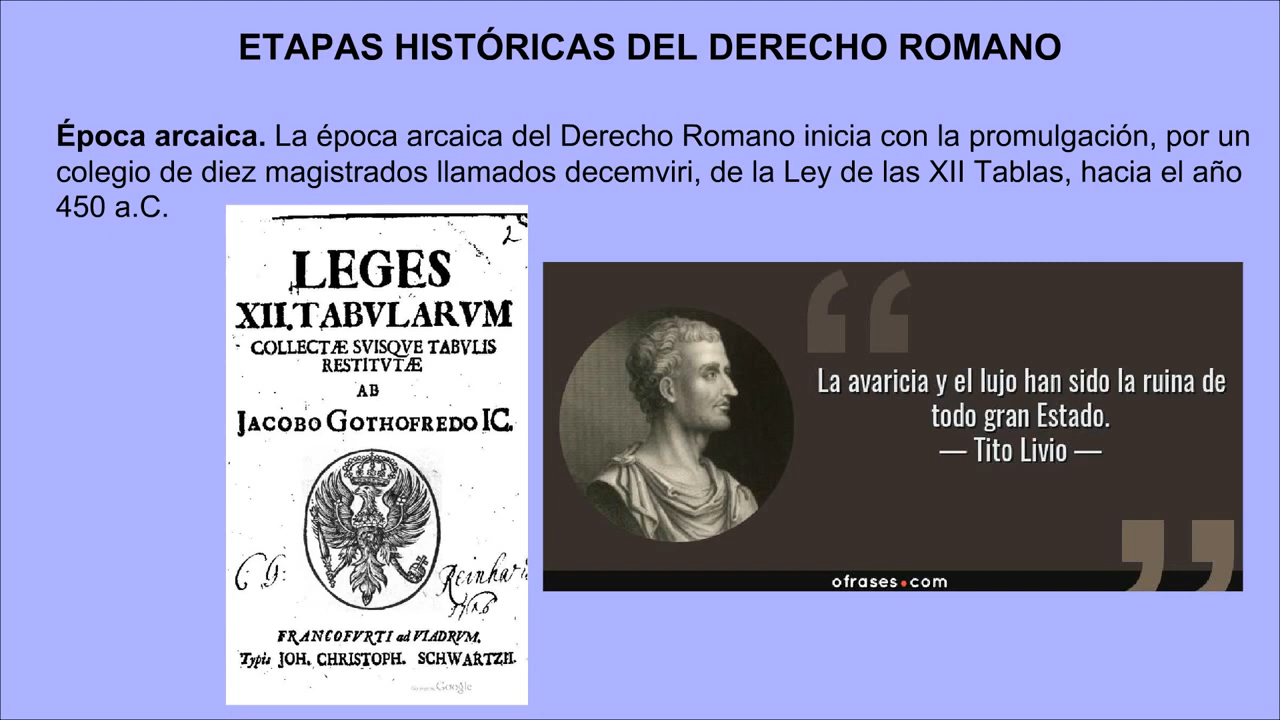 ETAPAS HISTÓRICAS DEL DERECHO ROMANO
Época arcaica. La época arcaica del Derecho Romano inicia con la promulgación, por un
colegio de diez magistrados llamados decemviri, de la Ley de las XII Tablas, hacia el año
450 a.C.
2
LEGES
XII.TABVLARVM
COLLECTÆ SVISQVE TABVLIS
RESTITVTÆ
AB
JACOBO GOTHOFREDO IC.
C G:
FRANCOFVRTI ad VIADRVM.
Typis JOH. CHRISTOPH. SCHWARTZII.
Google
La avaricia y el lujo han sido la ruina de
todo gran Estado.
— Tito Livio —
ofrases.com